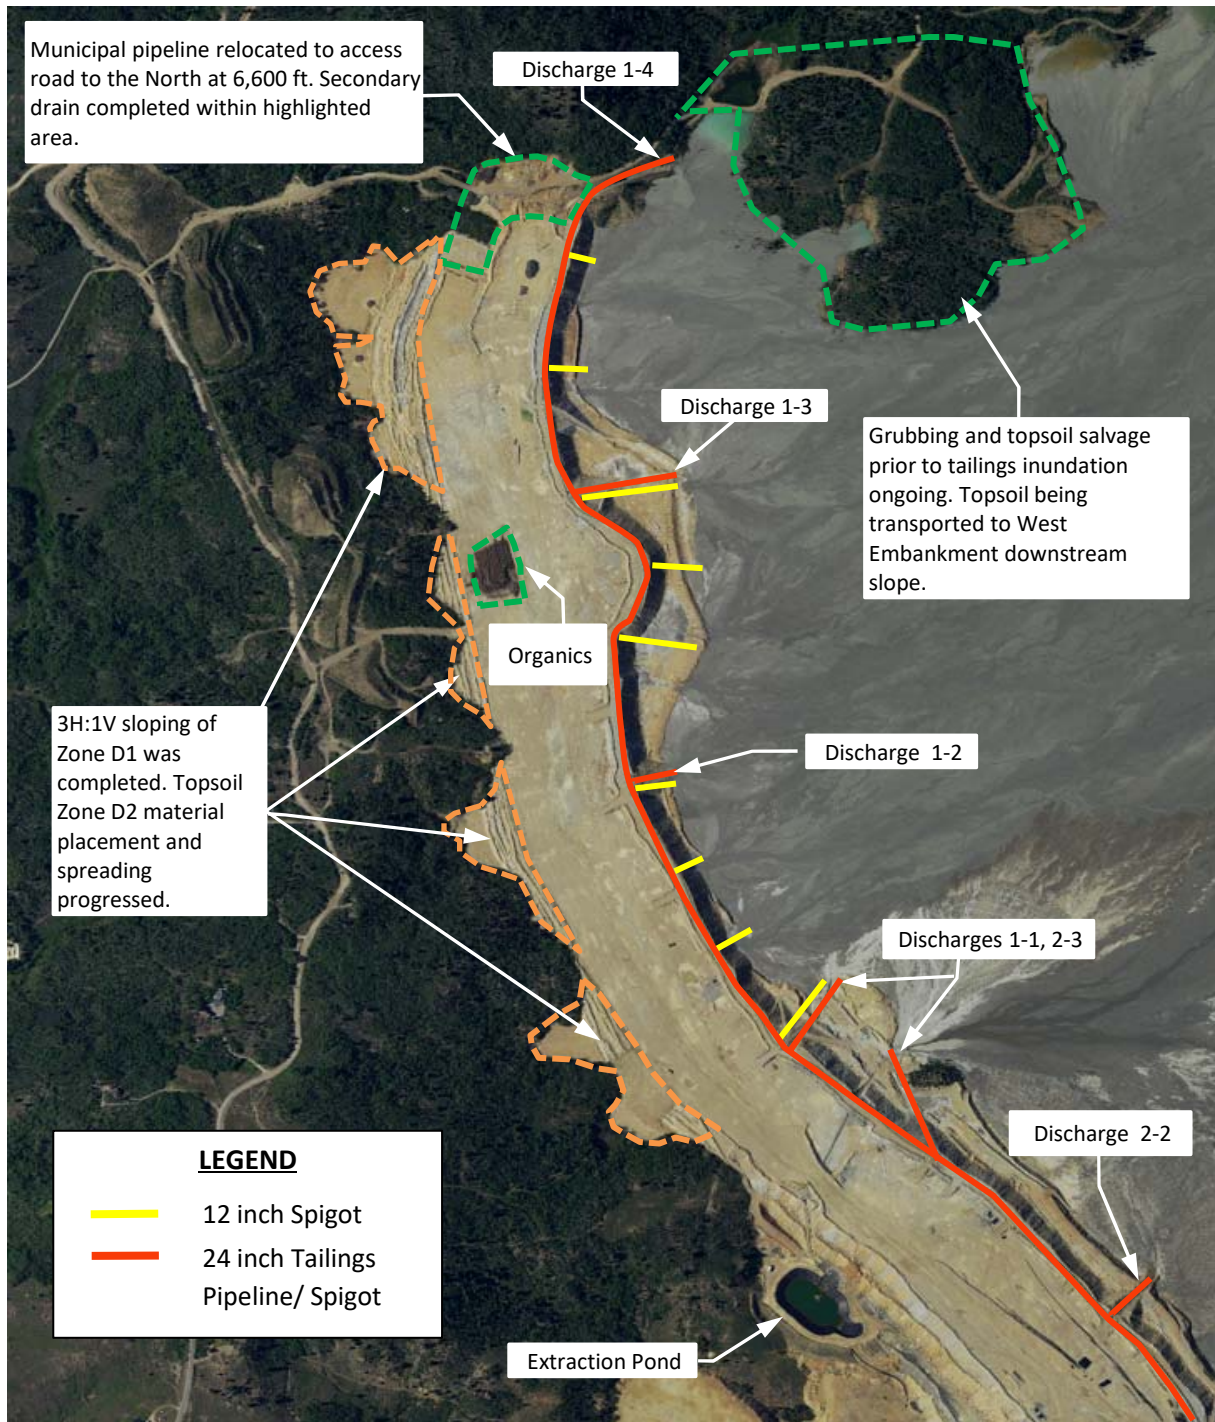 Municipal pipeline relocated to access
road to the North at 6,600 ft. Secondary
drain completed within highlighted
area.
Discharge 1-4
Discharge 1-3
Grubbing and topsoil salvage
prior to tailings inundation
ongoing. Topsoil being
transported to West
Embankment downstream
slope.
Organics
3H:1V sloping of
Zone D1 was
completed. Topsoil
Zone D2 material
placement and
spreading
progressed.
Discharge 1-2
Discharges 1-1, 2-3
Discharge 2-2
LEGEND
12 inch Spigot
24 inch Tailings
Pipeline/ Spigot
Extraction Pond